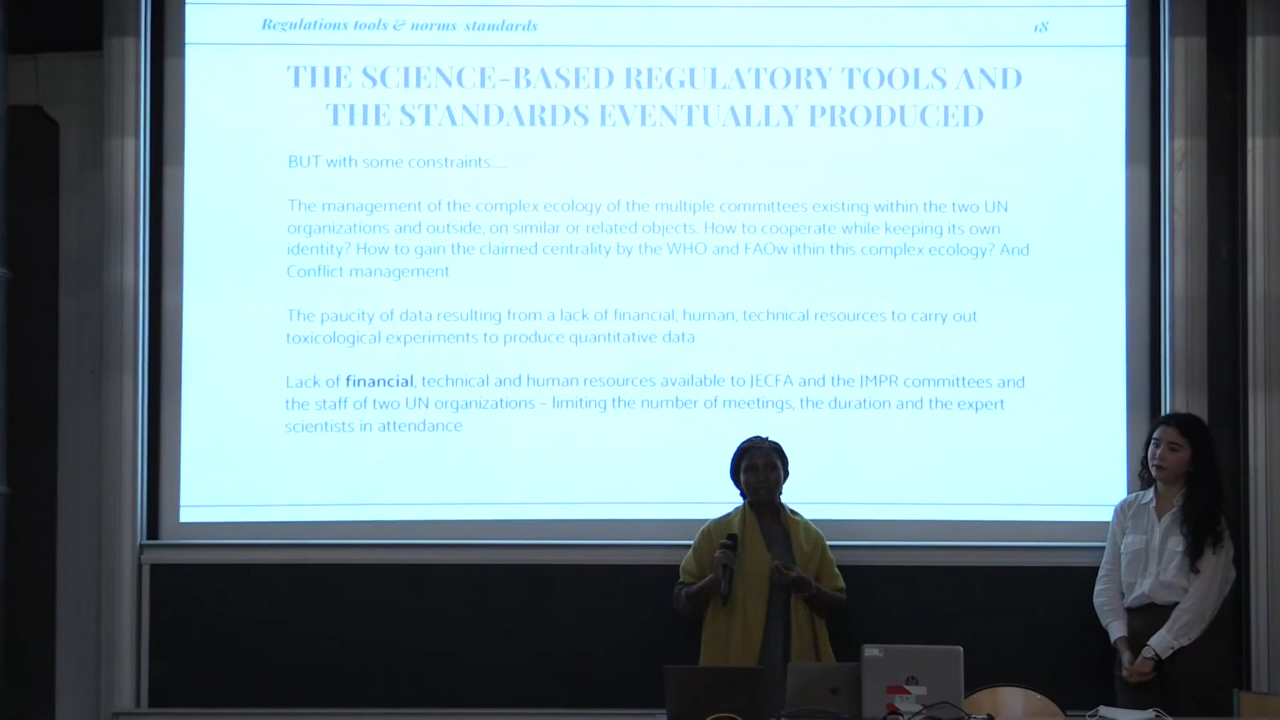 Regulations tools & norms standards
18
THE SCIENCE-BASED REGULATORY TOOLS AND
THE STANDARDS EVENTUALLY PRODUCED
BUT with some constraints.....
The management of the complex ecology of the multiple committees existing within the two UN
organizations and outside, on similar or related objects. How to cooperate while keeping its own
identity? How to gain the claimed centrality by the WHO and FAOw ithin this complex ecology? And
Conflict management
The paucity of data resulting from a lack of financial, human, technical resources to carry out
toxicological experiments to produce quantitative data
Lack of financial, technical and human resources available to JECFA and the JMPR committees and
the staff of two UN organizations – limiting the number of meetings, the duration and the expert
scientists in attendance